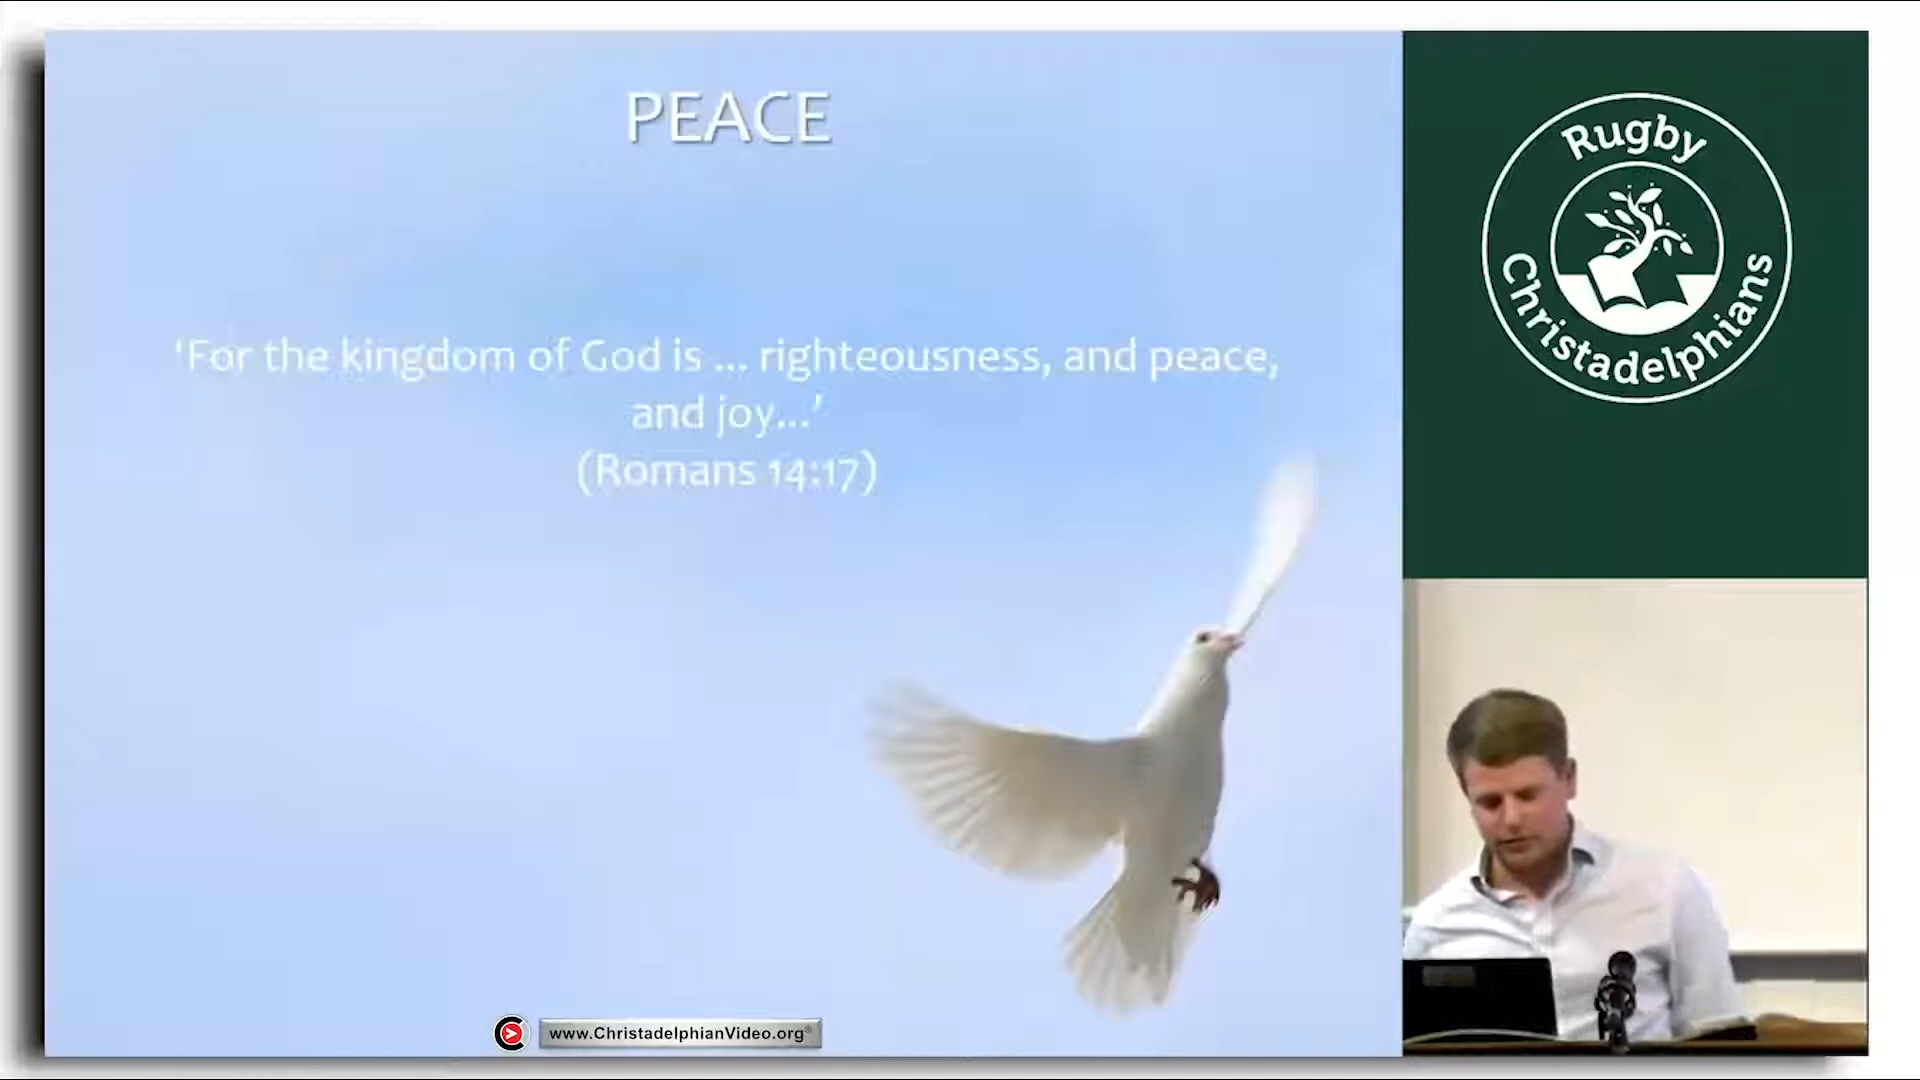 PEACE
‘For the kingdom of God is ... righteousness, and peace,
and joy...’
(Romans 14:17)
Rugby
Christadelphians
www.ChristadelphianVideo.org®